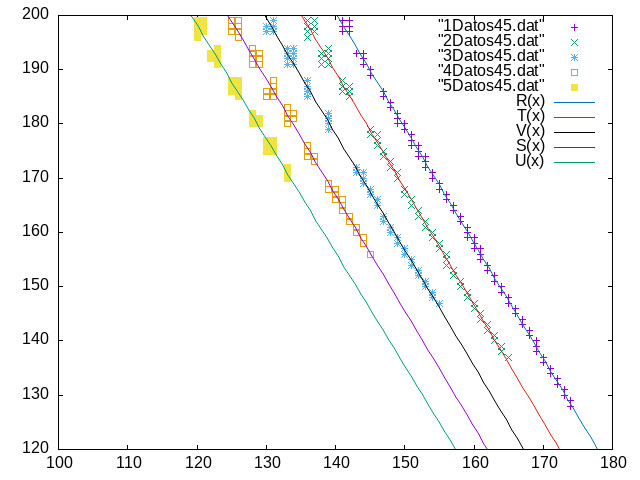 200
190
180
170
160
150
140
130
120
100
110
120
130
140
150
160
170
180
"1Datos45.dat"
"2Datos45.dat"
"3Datos45.dat"
"4Datos45.dat"
"5Datos45.dat"
R(x)
T(x)
V(x)
S(x)
U(x)